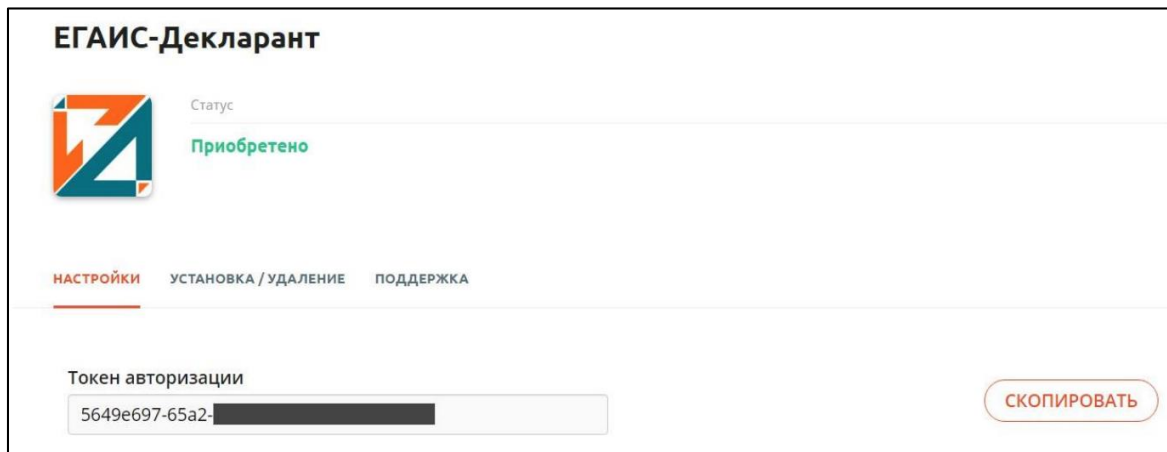 ЕГАИС-Декларант
Статус
Приобретено
НАСТРОЙКИ УСТАНОВКА / УДАЛЕНИЕ ПОДДЕРЖКА
Токен авторизации
5649e697-65a2-
СКОПИРОВАТЬ